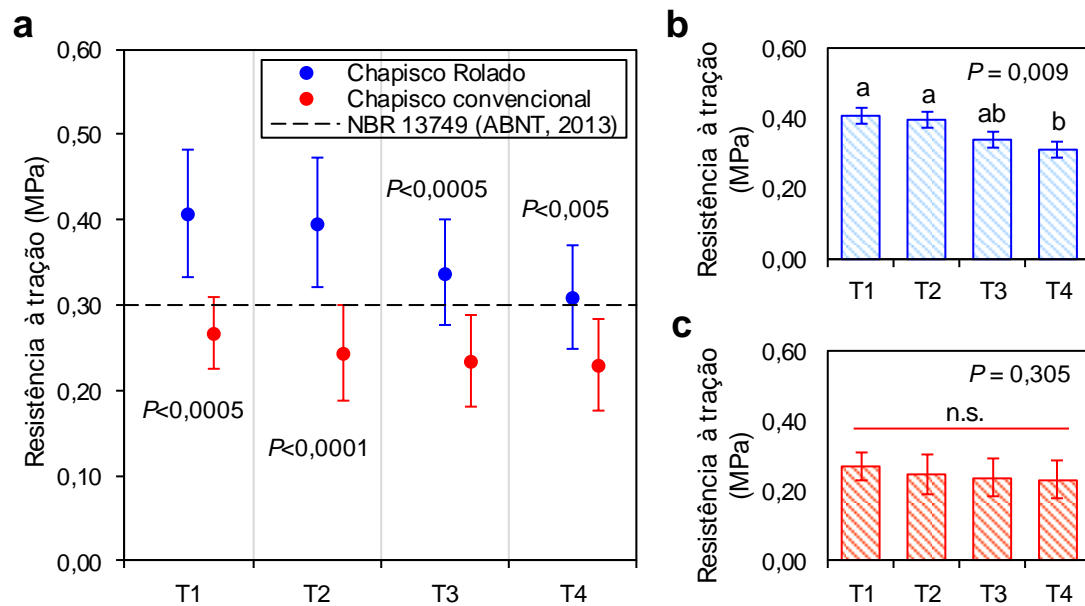 a
0,60
0,50
0,40
0,30
0,20
0,10
0,00
Resistência à tração (MPa)
Chapisco Rolado
Chapisco convencional
NBR 13749 (ABNT, 2013)
P<0,0005
P<0,005
P<0,0005
P<0,0001
T1 T2 T3 T4
b
0,60
0,40
0,20
0,00
Resistência à tração
(MPa)
P = 0,009
a a ab b
T1 T2 T3 T4
c
0,60
0,40
0,20
0,00
Resistência à tração
(MPa)
P = 0,305
n.s.
T1 T2 T3 T4